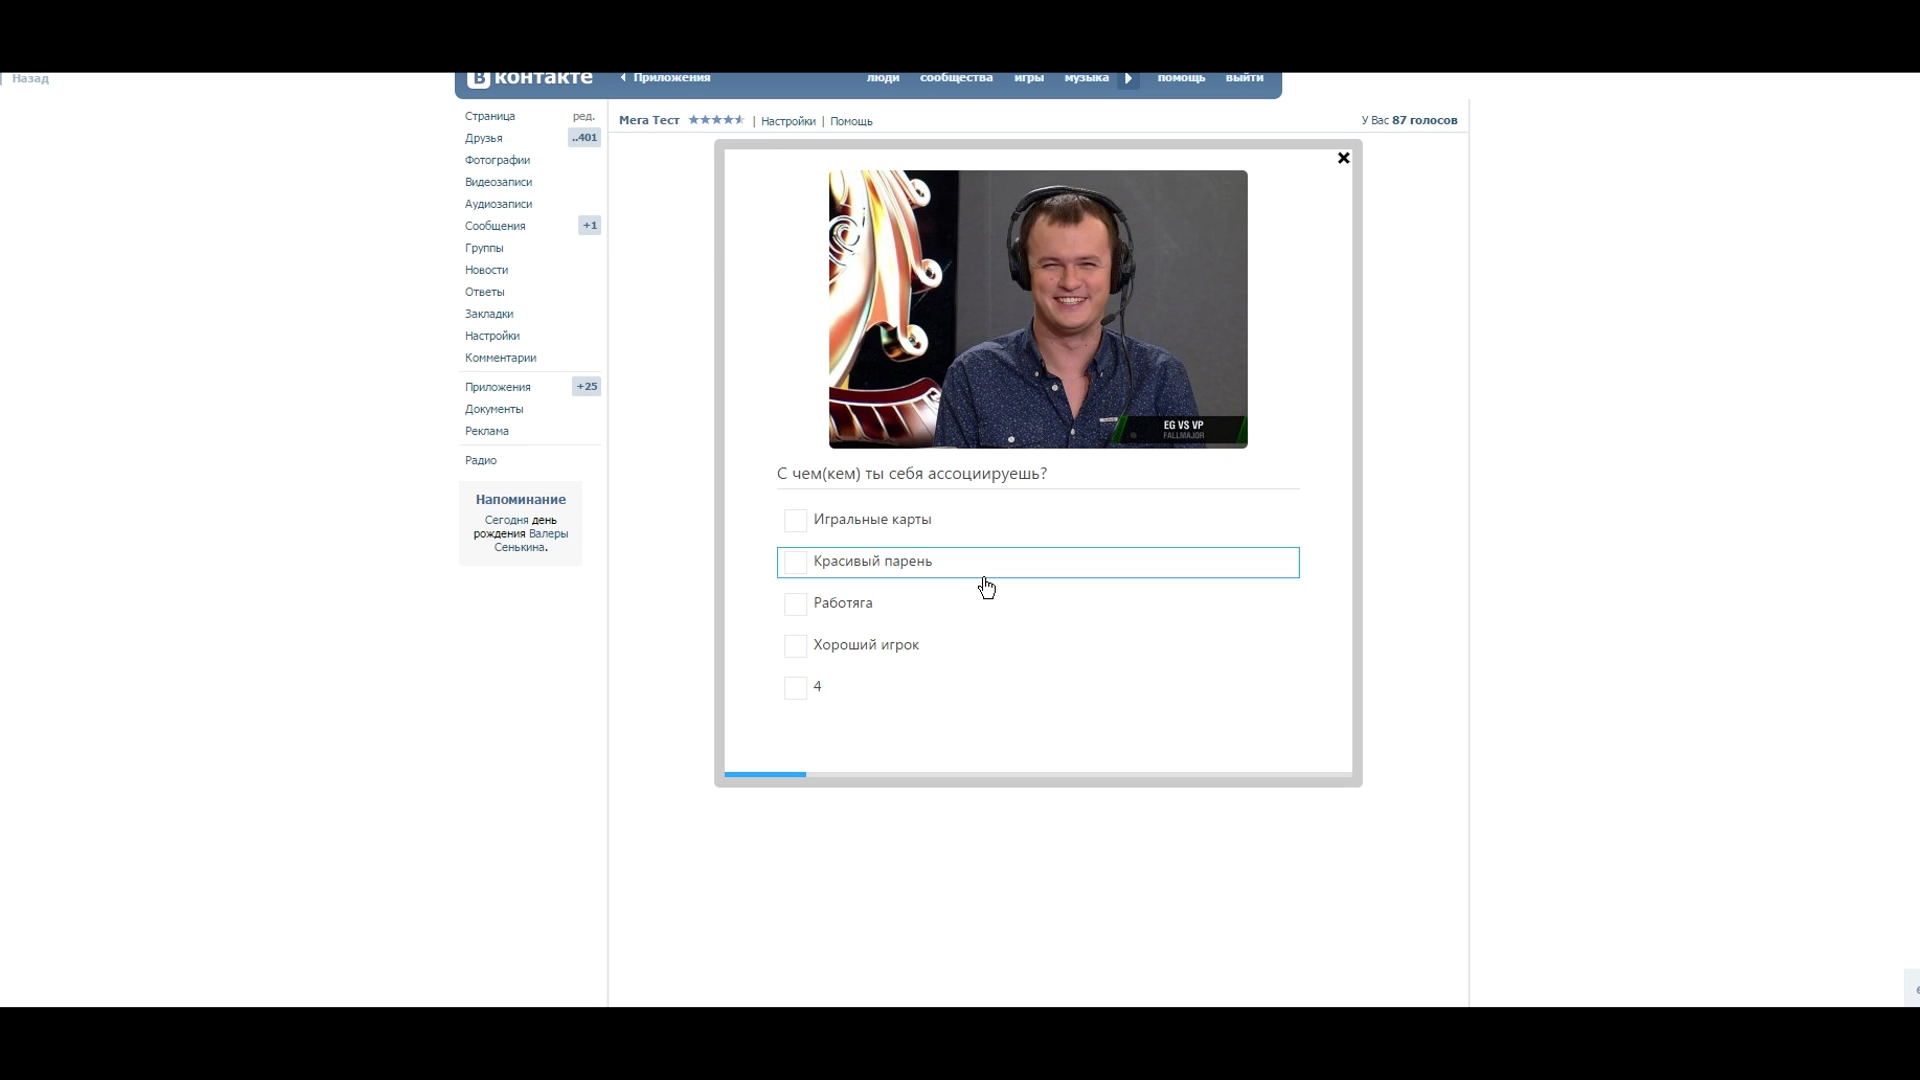 Назад
контакте
Приложения
люди сообщества игры музыка помощь выйти
Страница ред.
Друзья ..401
Фотографии
Видеозаписи
Аудиозаписи
Сообщения +1
Группы
Новости
Ответы
Закладки
Настройки
Комментарии
Приложения +25
Документы
Реклама
Радио
Напоминание
Сегодня день
рождения Валеры
Сенькина.
Мега Тест | Настройки | Помощь
У Вас 87 голосов
EG VS VP
FALL MAJOR
С чем(кем) ты себя ассоциируешь?
Игральные карты
Красивый парень
Работяга
Хороший игрок
4